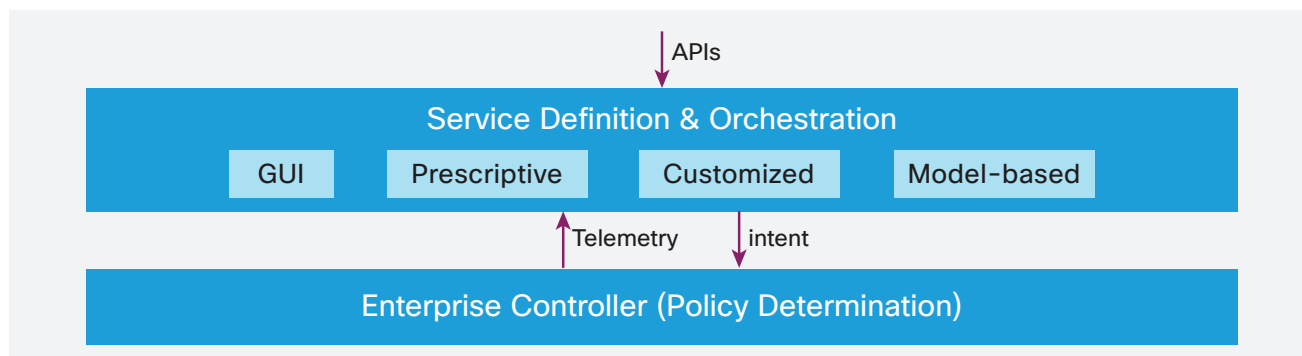 APIs
Service Definition & Orchestration
GUI Prescriptive Customized Model-based
Telemetry intent
Enterprise Controller (Policy Determination)